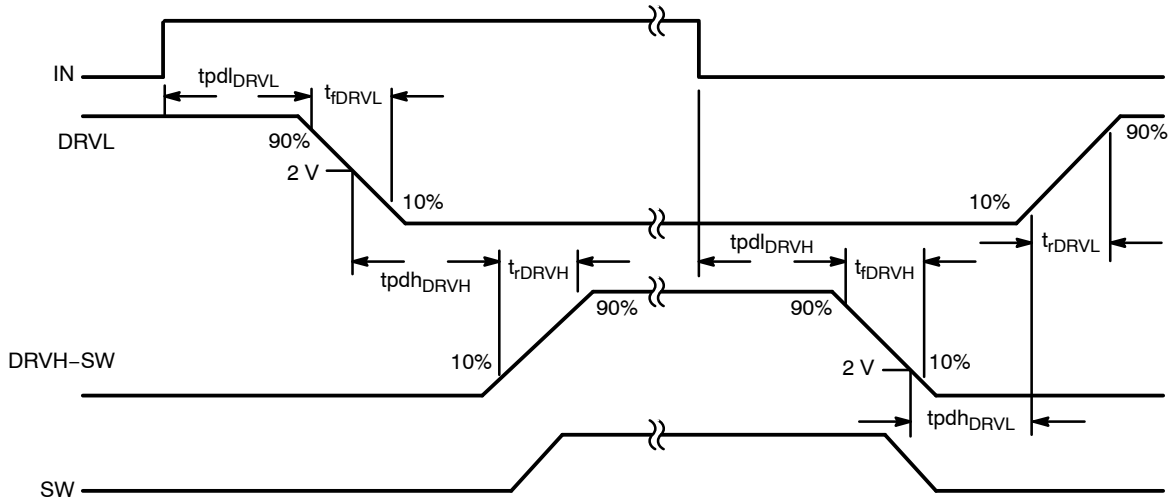 IN
tpdlDRVL
tfDRVL
DRVL
90%
90%
2 V
10%
10%
tpdlDRVH
trDRVL
tpdhDRVH
trDRVH
tfDRVH
90%
90%
DRVH−SW
10%
2 V
10%
tpdhDRVL
SW